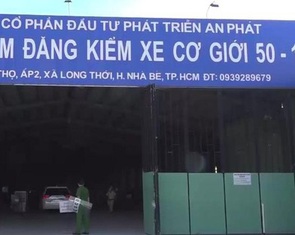 CỔ PHẦN ĐẦU TƯ PHÁT TRIỂN AN PHÁT
ĐĂNG KIỂM XE CƠ GIỚI 50 -
THỌ, ẤP2, XÃ LONG THỚI, H. NHÀ BÈ, TP.HCM ĐT: 0939289679